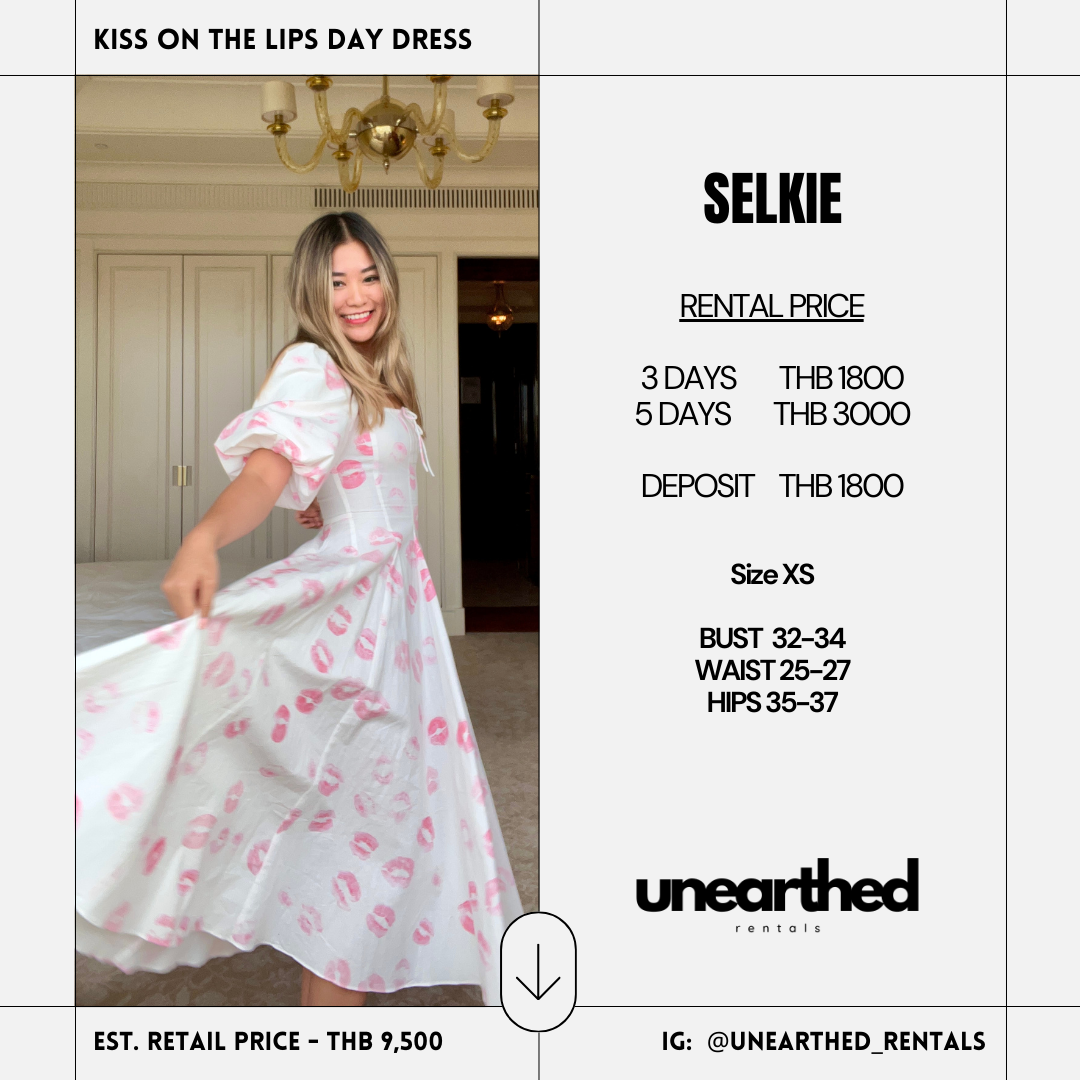 KISS ON THE LIPS DAY DRESS
SELKIE
RENTAL PRICE
3 DAYS THB 1800
5 DAYS THB 3000
DEPOSIT THB 1800
Size XS
BUST 32-34
WAIST 25-27
HIPS 35-37
unearthed
rentals
EST. RETAIL PRICE - THB 9,500
IG: @UNEARTHED_RENTALS